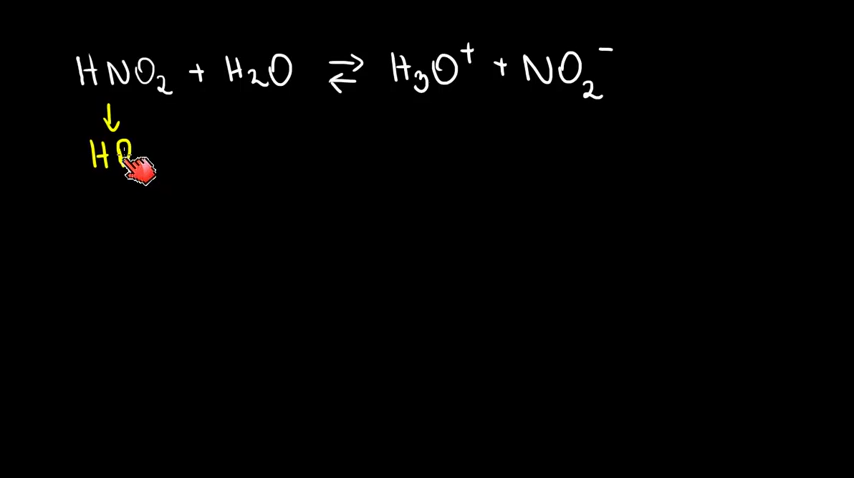 HNO₂ + H₂O ⇌ H₃O⁺ + NO₂⁻
↓
H